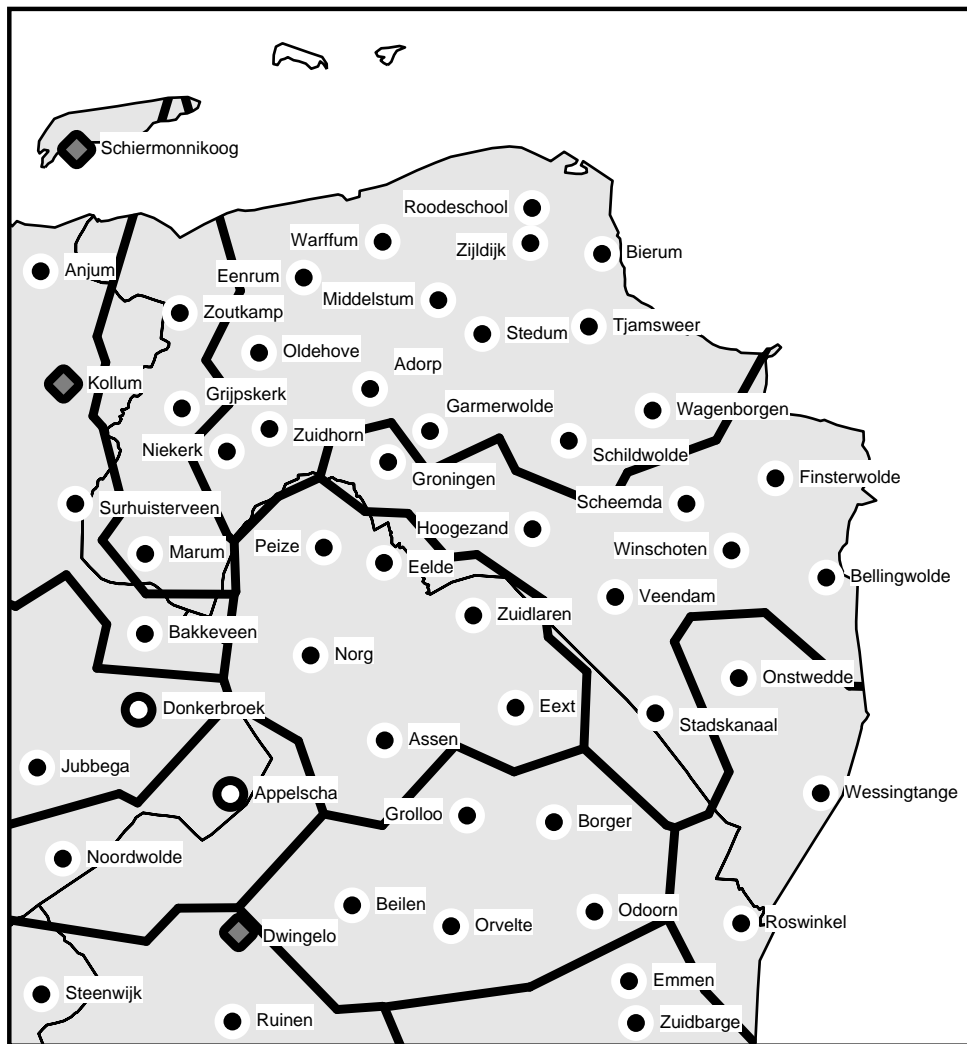 Schiermonnikoog
Roodeschool
Warffum
Zijldijk
Bierum
Anjum
Eenrum
Middelstum
Zoutkamp
Stedum
Tjamsweer
Oldehove
Adorp
Kollum
Grijpskerk
Garmerwolde
Wagenborgen
Zuidhorn
Niekerk
Schildwolde
Groningen
Finsterwolde
Surhuisterveen
Scheemda
Hoogezand
Marum
Peize
Eelde
Winschoten
Bellingwolde
Veendam
Zuidlaren
Bakkeveen
Norg
Onstwedde
Donkerbroek
Eext
Stadskanaal
Assen
Jubbega
Appelscha
Wessingtange
Grolloo
Borger
Noordwolde
Beilen
Odoorn
Orvelte
Roswinkel
Dwingelo
Emmen
Steenwijk
Ruinen
Zuidbarge